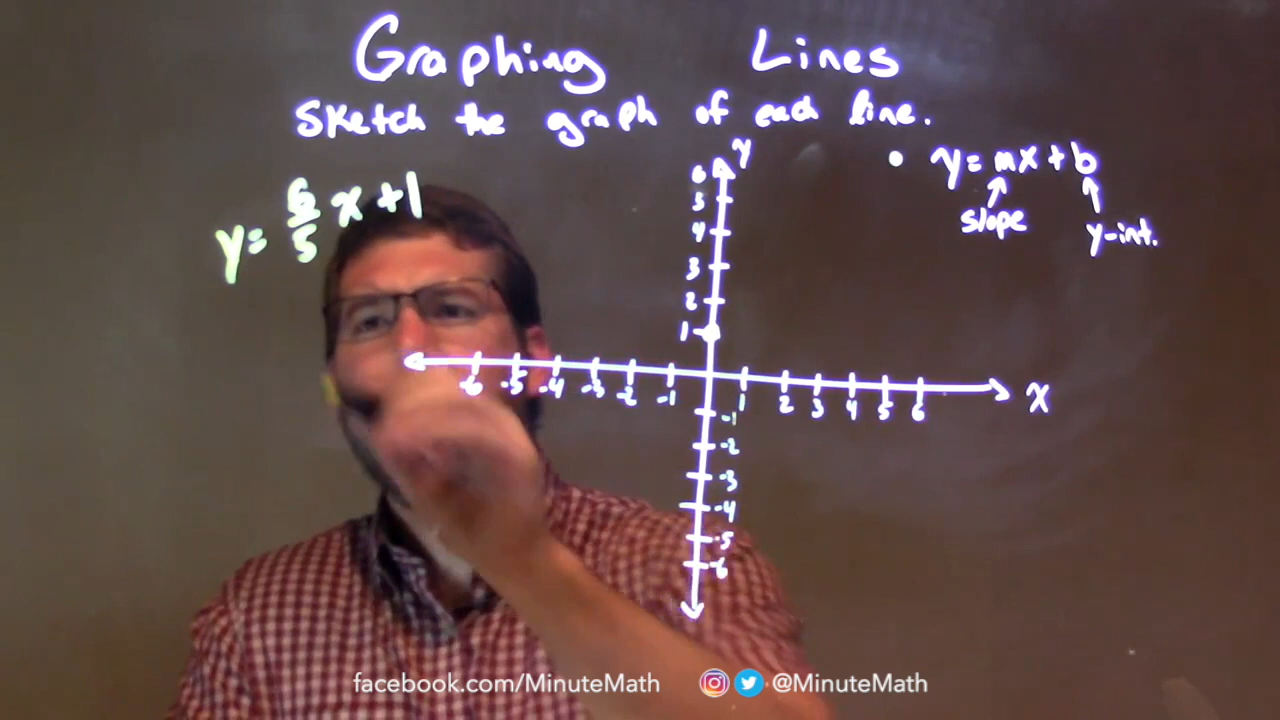 Graphing Lines
Sketch the graph of each line.
y = 6/5 x + 1
• y = mx + b
slope
y-int.
y
6
5
4
3
2
1
-6 -5 -4 -3 -2 -1 1 2 3 4 5 6 x
-1
-2
-3
-4
-5
-6
facebook.com/MinuteMath @MinuteMath